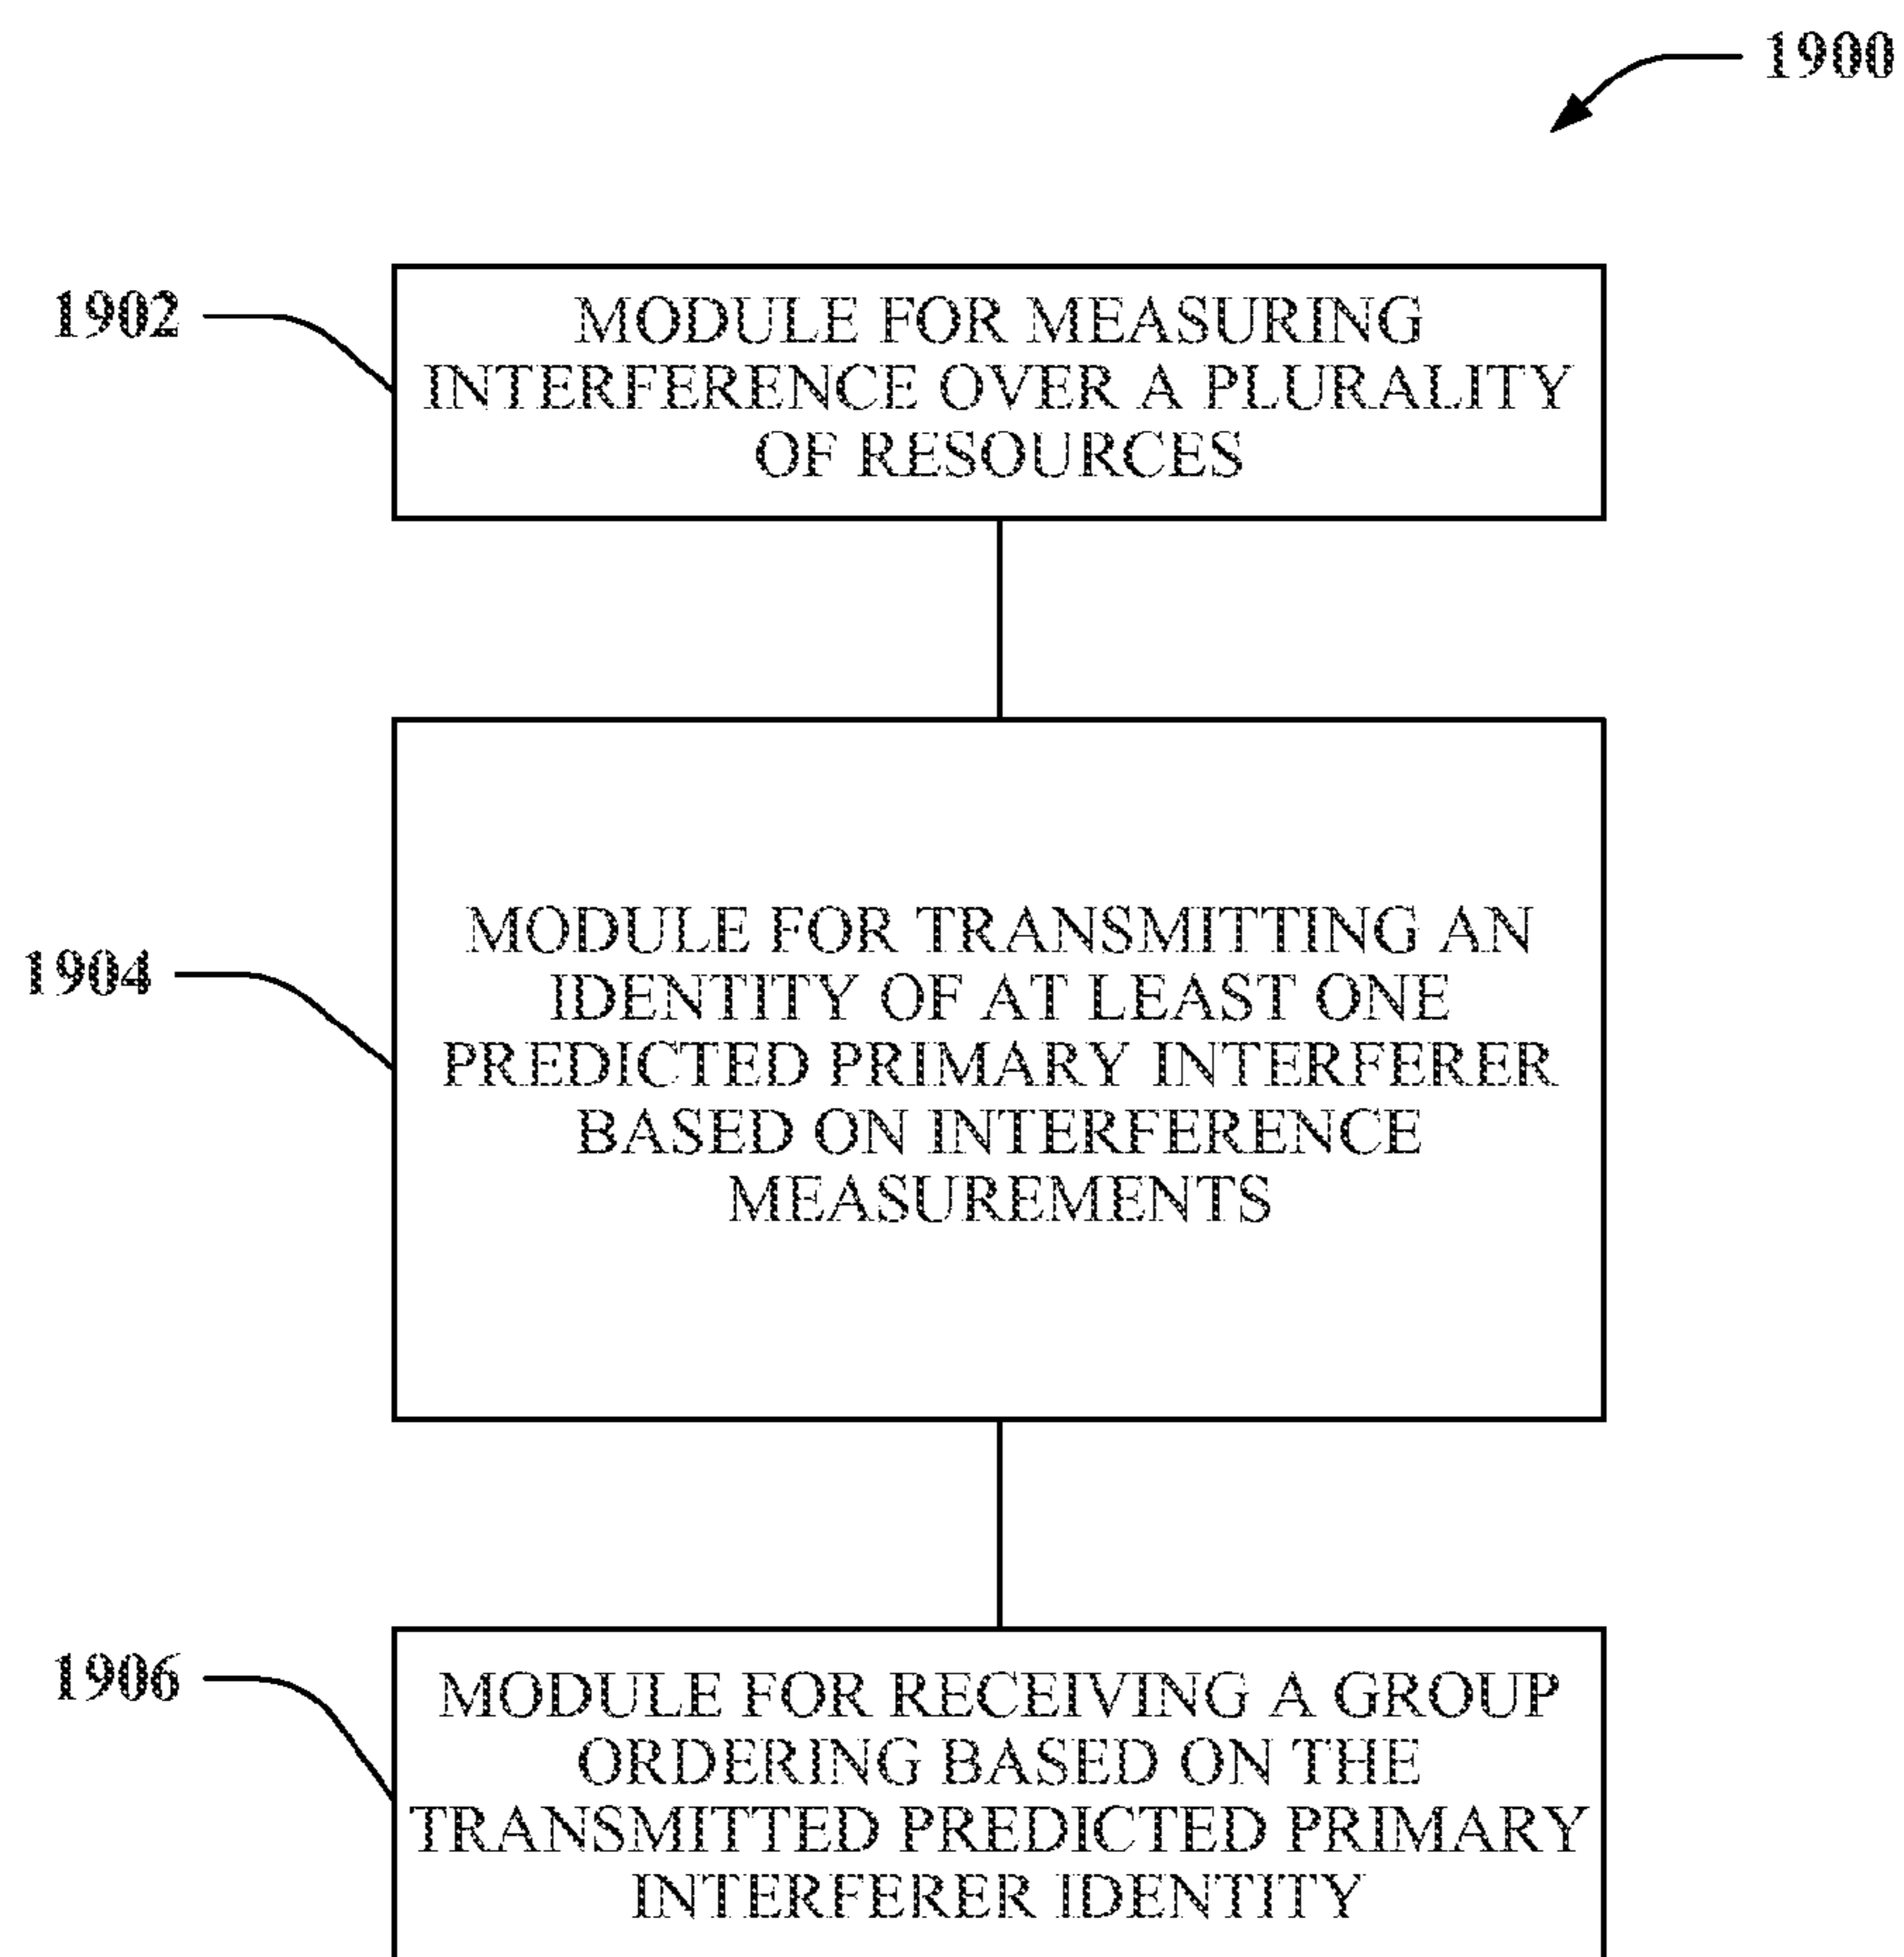 1900
1902
MODULE FOR MEASURING
INTERFERENCE OVER A PLURALITY
OF RESOURCES
1904
MODULE FOR TRANSMITTING AN
IDENTITY OF AT LEAST ONE
PREDICTED PRIMARY INTERFERER
BASED ON INTERFERENCE
MEASUREMENTS
1906
MODULE FOR RECEIVING A GROUP
ORDERING BASED ON THE
TRANSMITTED PREDICTED PRIMARY
INTERFERER IDENTITY